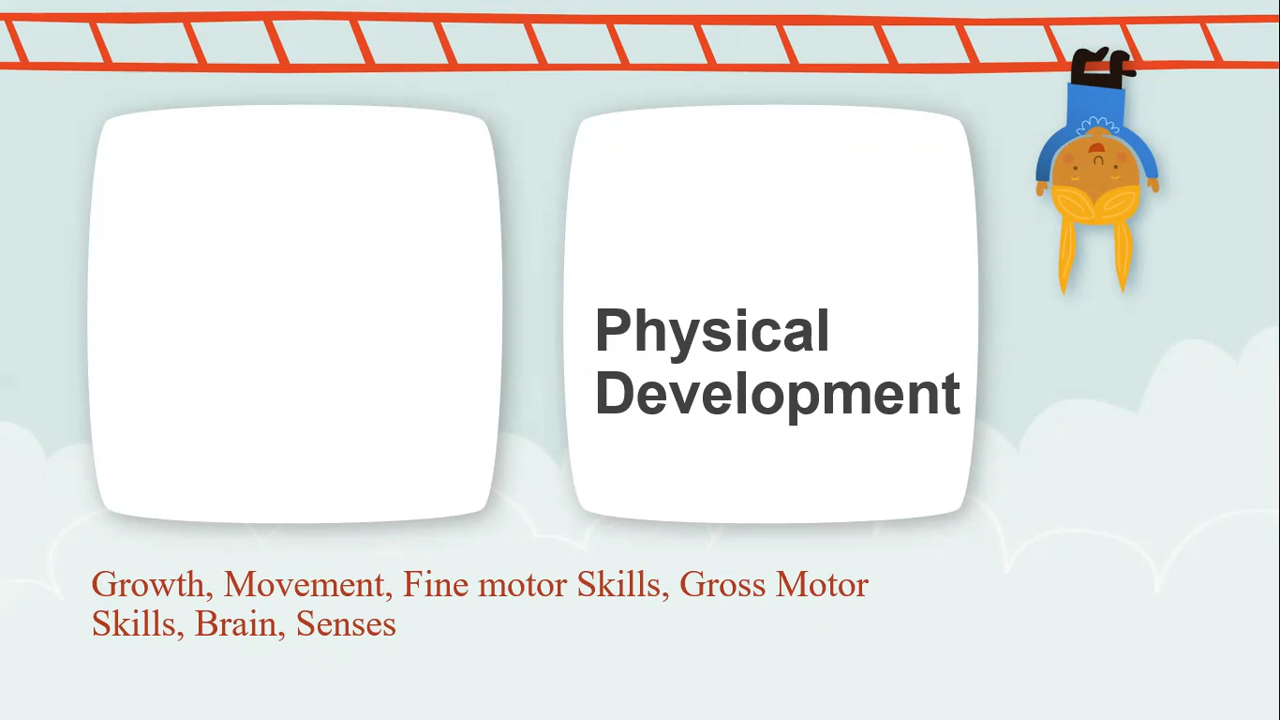 Physical
Development
Growth, Movement, Fine motor Skills, Gross Motor
Skills, Brain, Senses